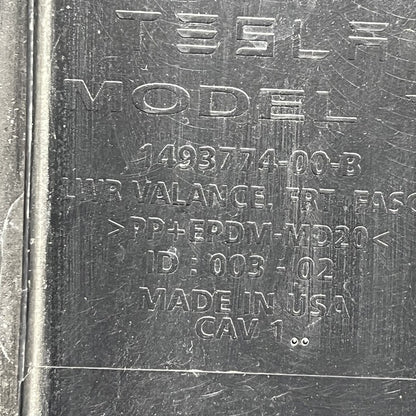 TESLA
MODEL
1493774-00-B
LWR VALANCE, FRT, FASC
>PP+EPDM-MD20<
ID : 003 - 02
MADE IN USA
CAV 1